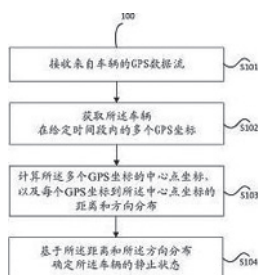 100
接收来自车辆的GPS数据流
S101
获取所述车辆
在给定时间段内的多个GPS坐标
S102
计算所述多个GPS坐标的中心点坐标,
以及每个GPS坐标到所述中心点坐标的
距离和方向分布
S103
基于所述距离和所述方向分布
确定所述车辆的静止状态
S104